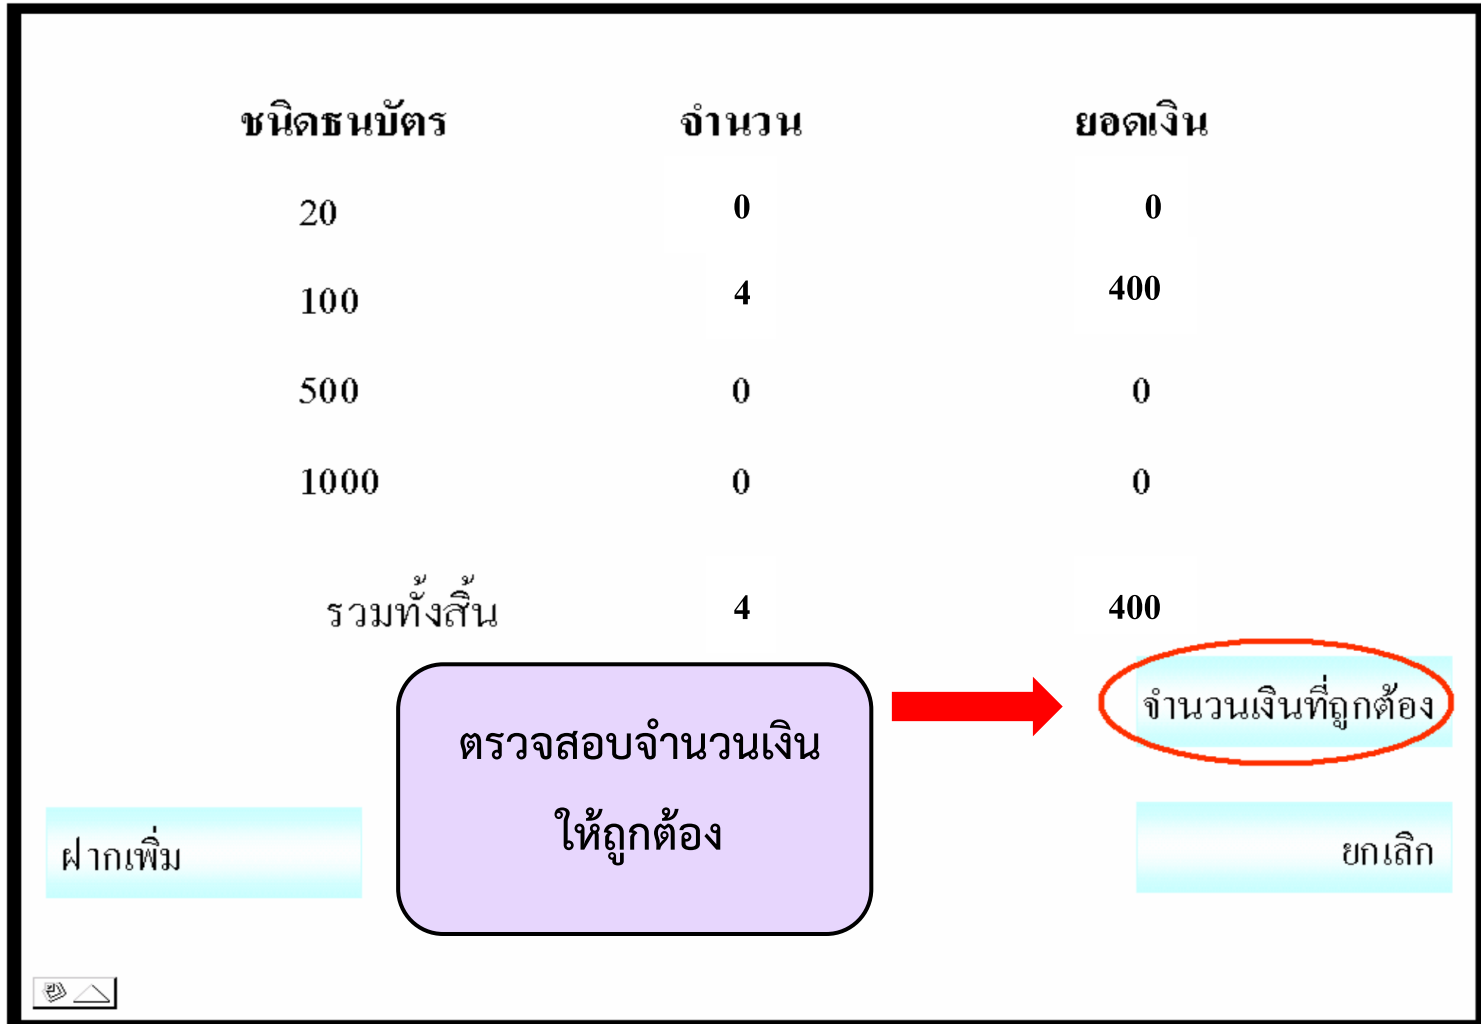 ชนิดธนบัตร จำนวน ยอดเงิน
20 0 0
100 4 400
500 0 0
1000 0 0
รวมทั้งสิ้น 4 400
จำนวนเงินที่ถูกต้อง
ตรวจสอบจำนวนเงิน
ให้ถูกต้อง
ฝากเพิ่ม ยกเลิก